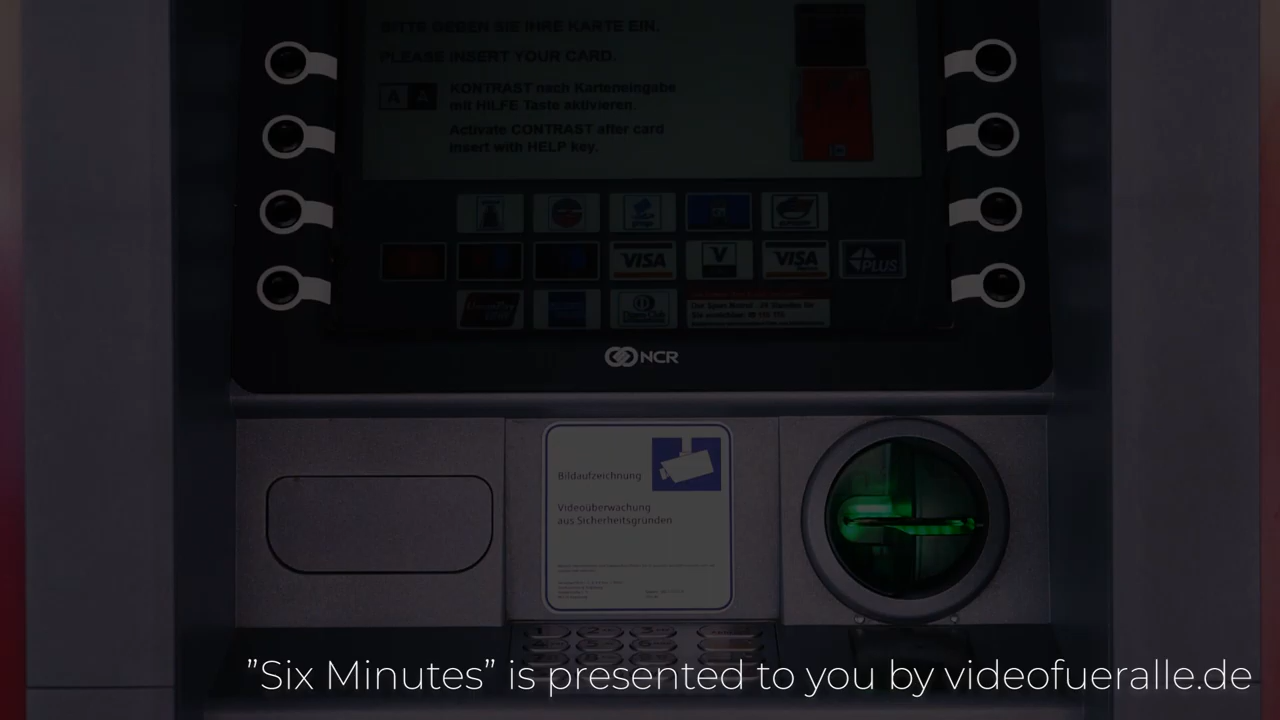 BITTE GEBEN SIE IHRE KARTE EIN.
PLEASE INSERT YOUR CARD.
A A
KONTRAST nach Karteneingabe
mit HILFE Taste aktivieren.
Activate CONTRAST after card
insert with HELP key.
VISA
V
VISA
PLUS
Diners Club
NCR
Bildaufzeichnung
Videoüberwachung
aus Sicherheitsgründen
”Six Minutes” is presented to you by videofueralle.de